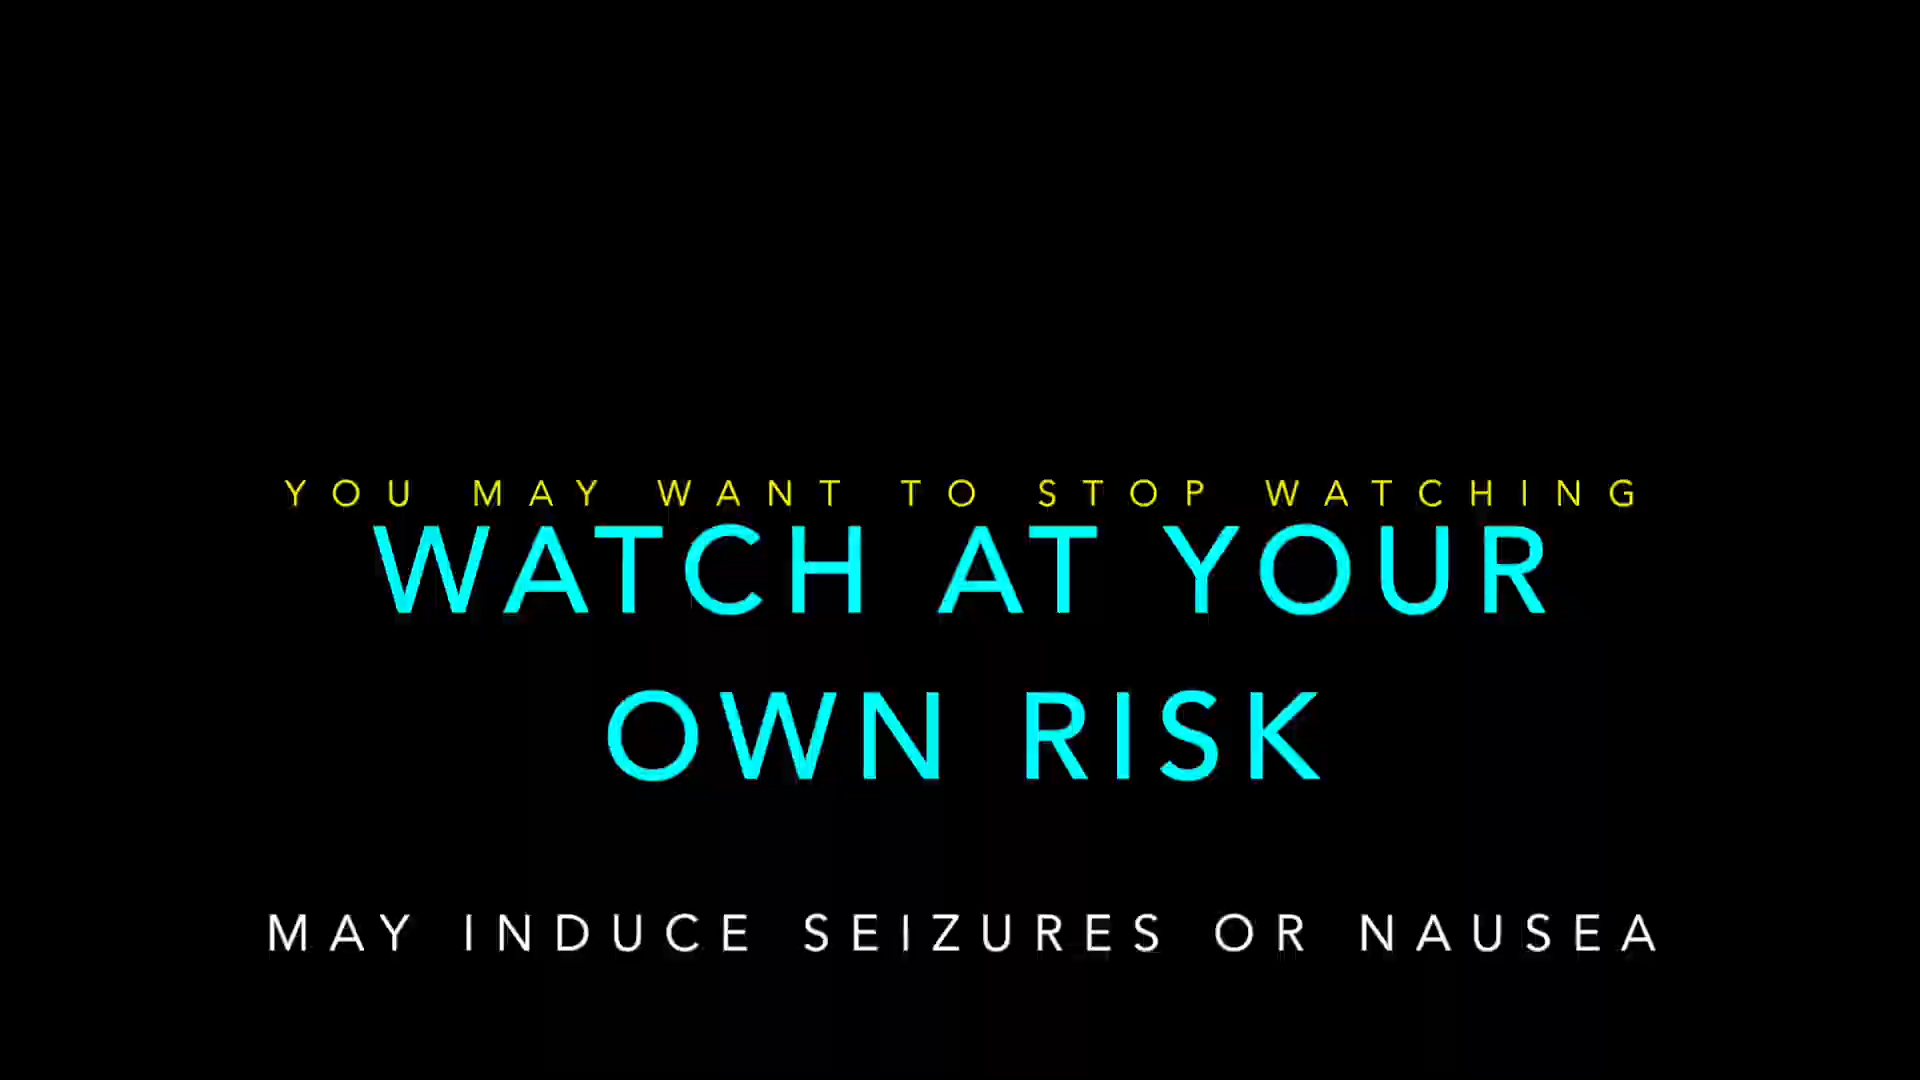 YOU MAY WANT TO STOP WATCHING
WATCH AT YOUR
OWN RISK
MAY INDUCE SEIZURES OR NAUSEA